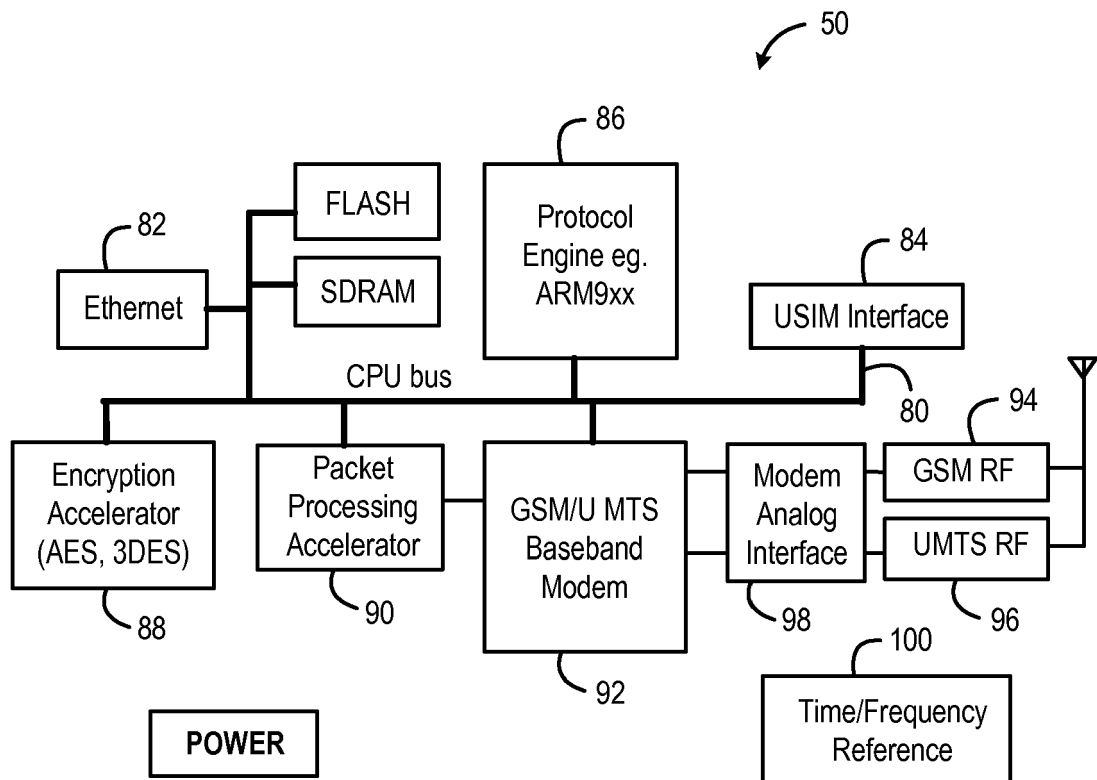 50
86
FLASH
82
Protocol
Engine eg.
ARM9xx
84
Ethernet
SDRAM
USIM Interface
CPU bus
80
94
Encryption
Accelerator
(AES, 3DES)
Packet
Processing
Accelerator
GSM/U MTS
Baseband
Modem
Modem
Analog
Interface
GSM RF
UMTS RF
88
90
98
96
92
100
POWER
Time/Frequency
Reference